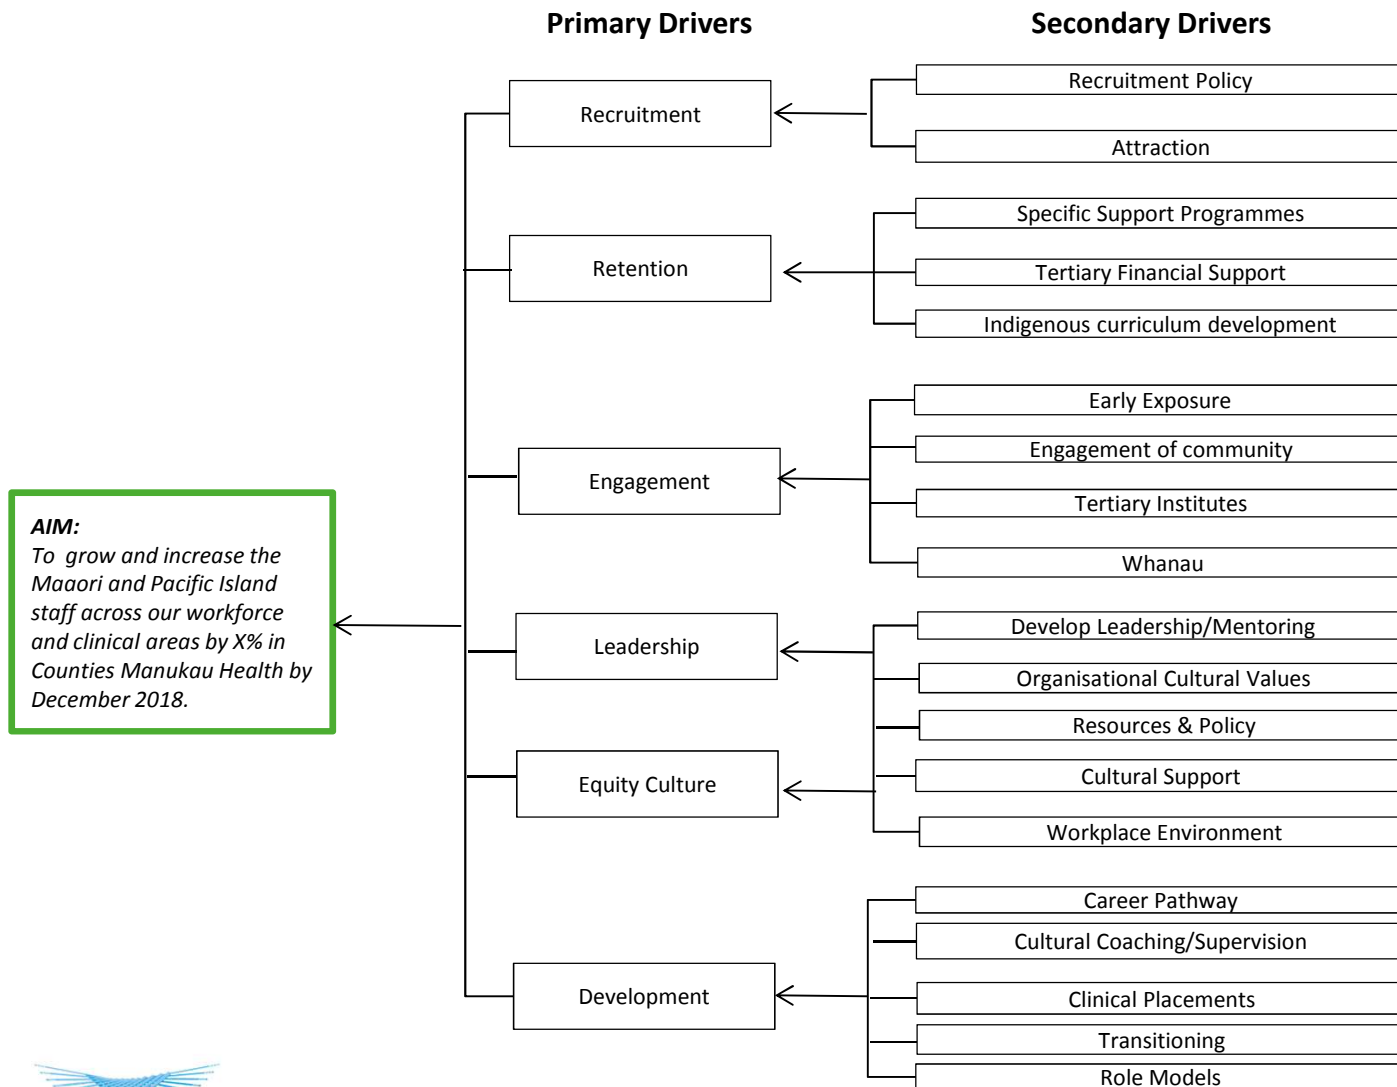 Primary Drivers
Secondary Drivers
Recruitment
Recruitment Policy
Attraction
Retention
Specific Support Programmes
Tertiary Financial Support
Indigenous curriculum development
Engagement
Early Exposure
Engagement of community
Tertiary Institutes
Whanau
AIM:
To grow and increase the
Maaori and Pacific Island
staff across our workforce
and clinical areas by X% in
Counties Manukau Health by
December 2018.
Leadership
Equity Culture
Develop Leadership/Mentoring
Organisational Cultural Values
Resources & Policy
Cultural Support
Workplace Environment
Development
Career Pathway
Cultural Coaching/Supervision
Clinical Placements
Transitioning
Role Models